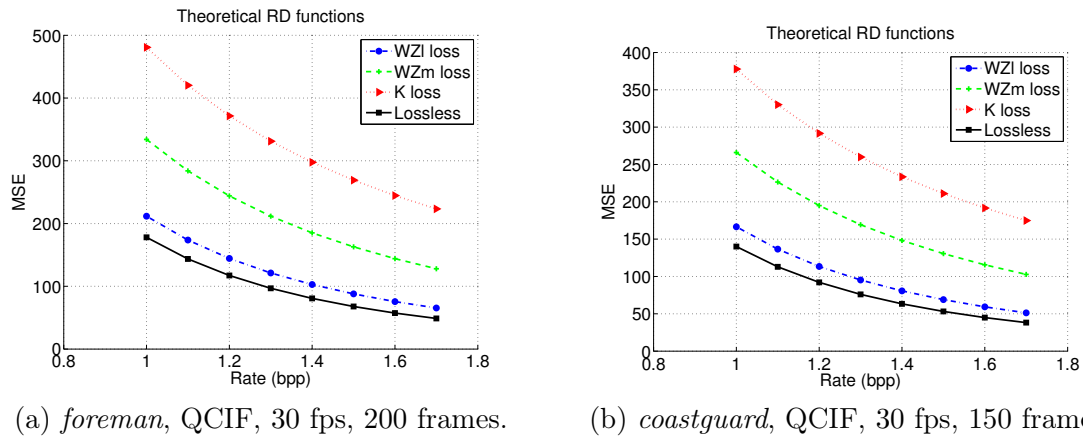 Theoretical RD functions
500
400
300
200
100
0
MSE
0.8
1
1.2
1.4
1.6
1.8
Rate (bpp)
WZl loss
WZm loss
K loss
Lossless
(a) foreman, QCIF, 30 fps, 200 frames.
Theoretical RD functions
400
350
300
250
200
150
100
50
0
MSE
0.8
1
1.2
1.4
1.6
1.8
Rate (bpp)
WZl loss
WZm loss
K loss
Lossless
(b) coastguard, QCIF, 30 fps, 150 frame